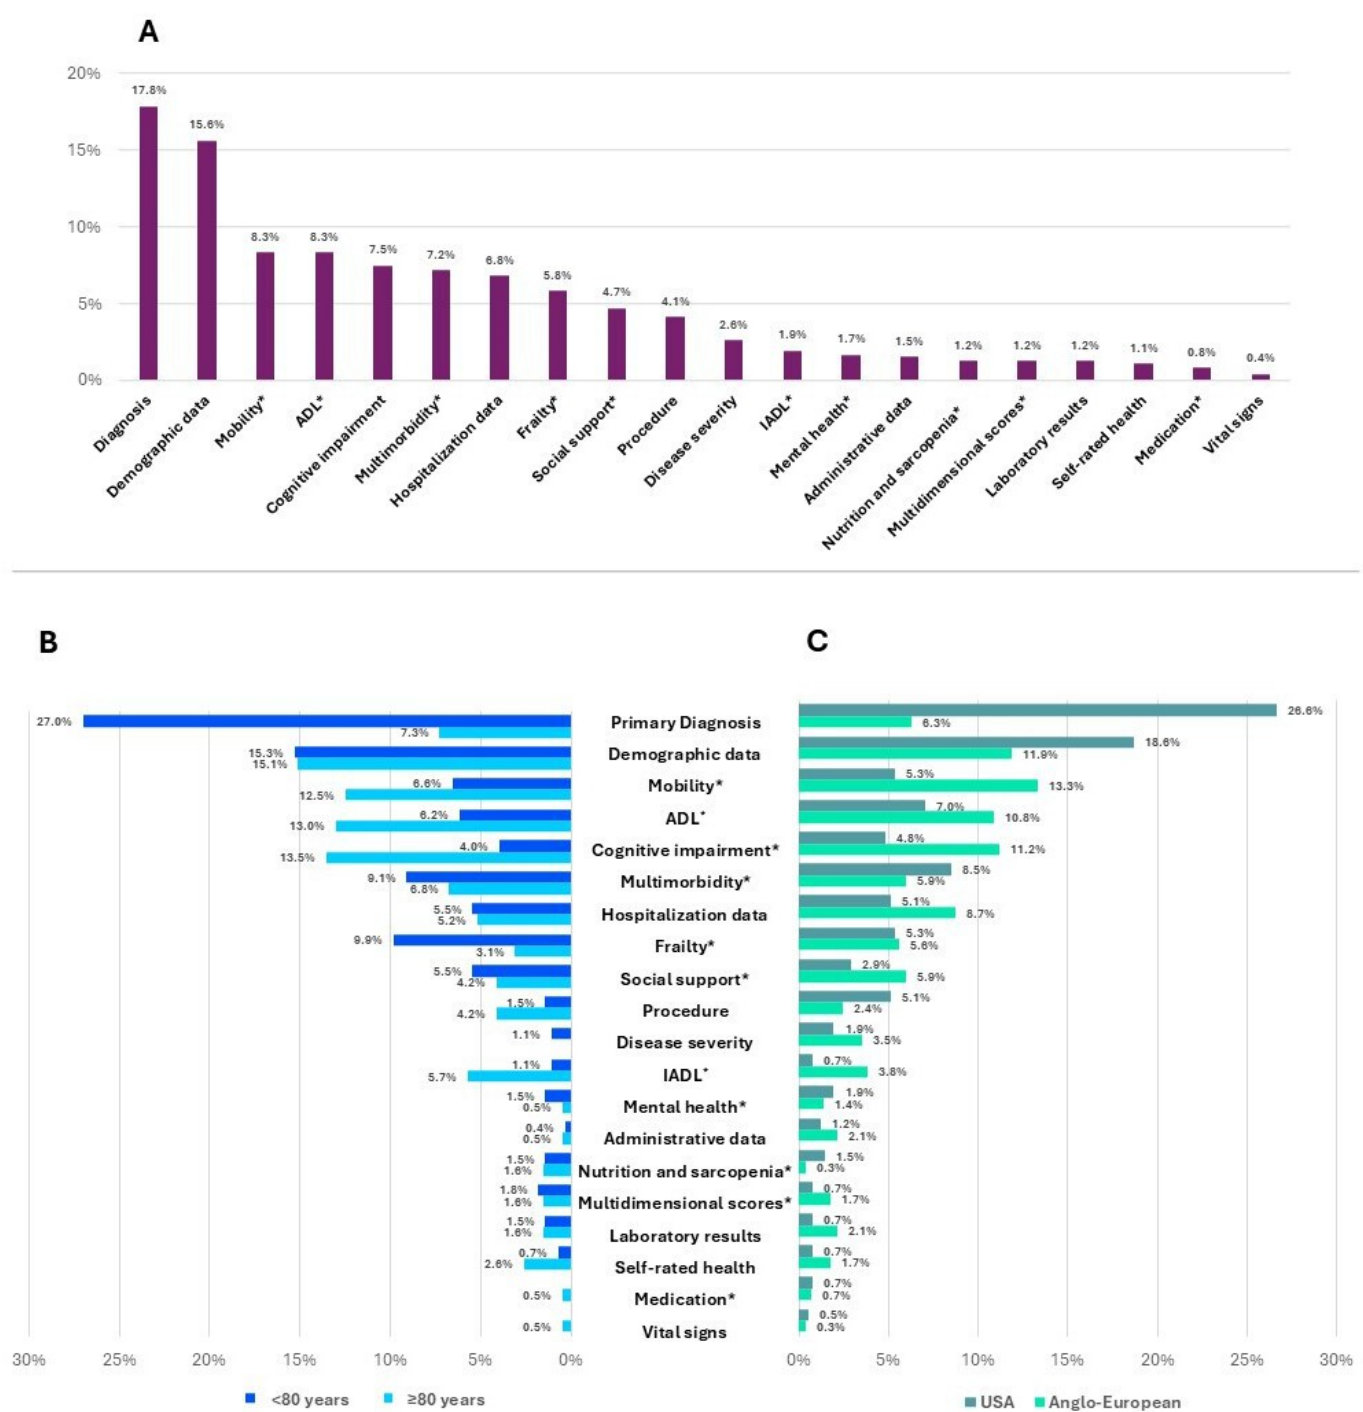 A
20%
15%
10%
5%
0%
17.8%
15.6%
8.3%
8.3%
7.5%
7.2%
6.8%
5.8%
4.7%
4.1%
2.6%
1.9%
1.7%
1.5%
1.2%
1.2%
1.2%
1.1%
0.8%
0.4%
Diagnosis
Demographic data
Mobility*
ADL*
Cognitive impairment
Multimorbidity*
Hospitalization data
Frailty*
Social support*
Procedure
Disease severity
IADL*
Mental health*
Administrative data
Nutrition and sarcopenia*
Multidimensional scores*
Laboratory results
Self-rated health
Medication*
Vital signs
B
C
27.0%
7.3%
Primary Diagnosis
26.6%
6.3%
15.3%
15.1%
Demographic data
18.6%
11.9%
6.6%
12.5%
Mobility*
5.3%
13.3%
6.2%
13.0%
ADL*
7.0%
10.8%
4.0%
13.5%
Cognitive impairment*
4.8%
11.2%
9.1%
6.8%
Multimorbidity*
8.5%
5.9%
5.5%
5.2%
Hospitalization data
5.1%
8.7%
9.9%
3.1%
Frailty*
5.3%
5.6%
5.5%
4.2%
Social support*
2.9%
5.9%
1.5%
4.2%
Procedure
5.1%
2.4%
1.1%
Disease severity
1.9%
3.5%
1.1%
5.7%
IADL*
0.7%
3.8%
1.5%
0.5%
Mental health*
1.9%
1.4%
0.4%
0.5%
Administrative data
1.2%
2.1%
1.5%
1.6%
Nutrition and sarcopenia*
1.5%
0.3%
1.8%
1.6%
Multidimensional scores*
0.7%
1.7%
1.5%
1.6%
Laboratory results
0.7%
2.1%
0.7%
2.6%
Self-rated health
0.7%
1.7%
0.5%
Medication*
0.7%
0.7%
0.5%
Vital signs
0.5%
0.3%
30% 25% 20% 15% 10% 5% 0%
0% 5% 10% 15% 20% 25% 30%
<80 years ≥80 years
USA Anglo-European